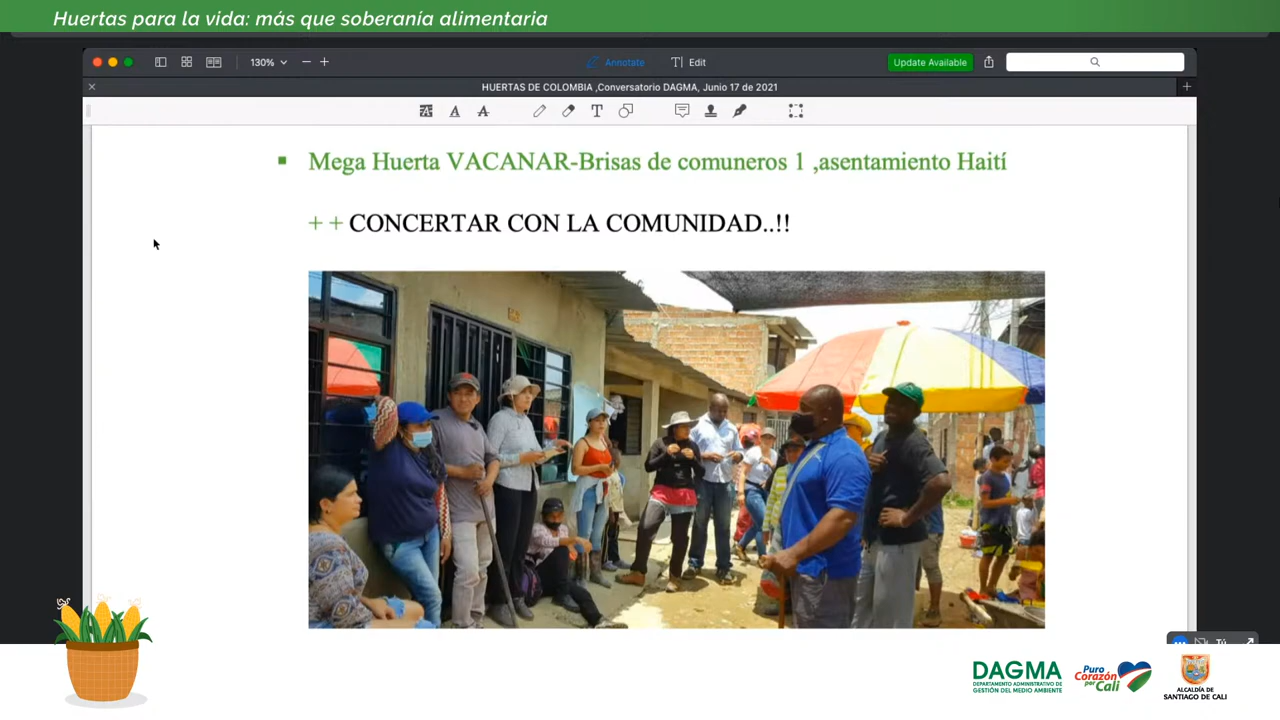 Huertas para la vida: más que soberanía alimentaria
130%
Annotate
Edit
Update Available
HUERTAS DE COLOMBIA ,Conversatorio DAGMA, Junio 17 de 2021
Mega Huerta VACANAR-Brisas de comuneros 1 ,asentamiento Haití
+ + CONCERTAR CON LA COMUNIDAD..!!
Tú
DAGMA
DEPARTAMENTO ADMINISTRATIVO DE
GESTIÓN DEL MEDIO AMBIENTE
Puro
Corazón
por Cali
ALCALDÍA DE
SANTIAGO DE CALI